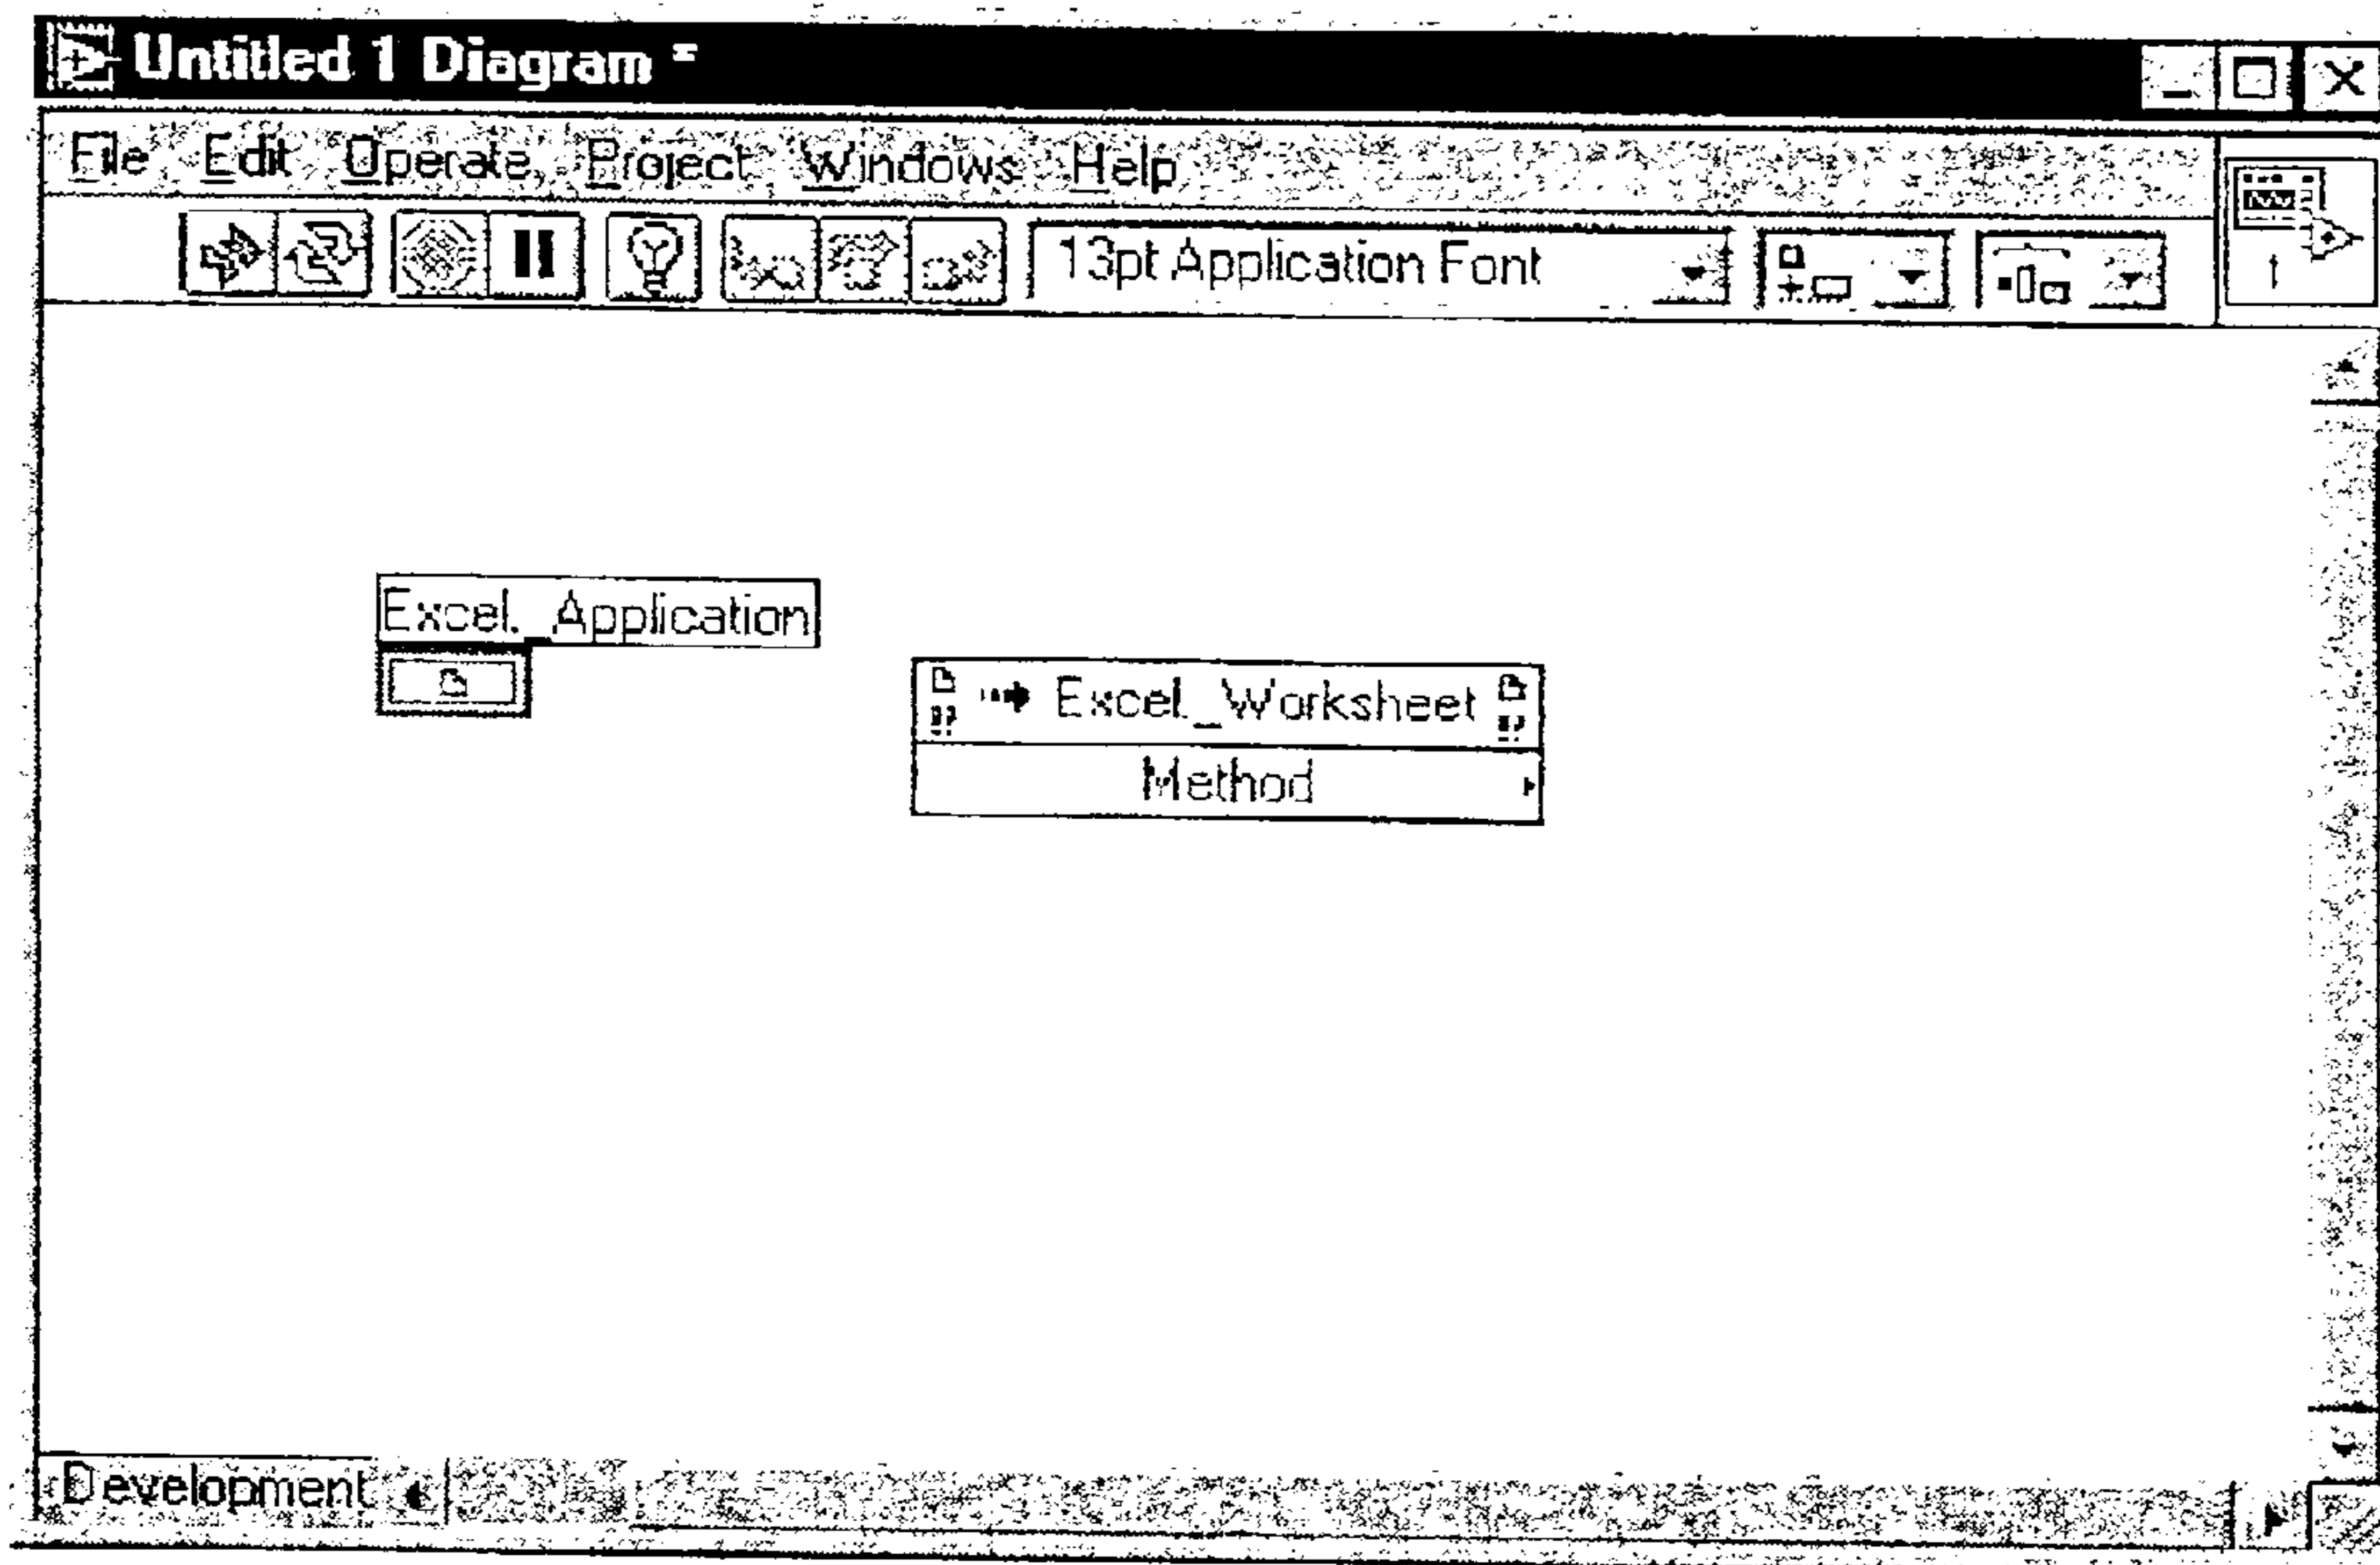 Untitled 1 Diagram *
File Edit Operate Project Windows Help
13pt Application Font
Excel._Application
Excel._Worksheet
Method
Development